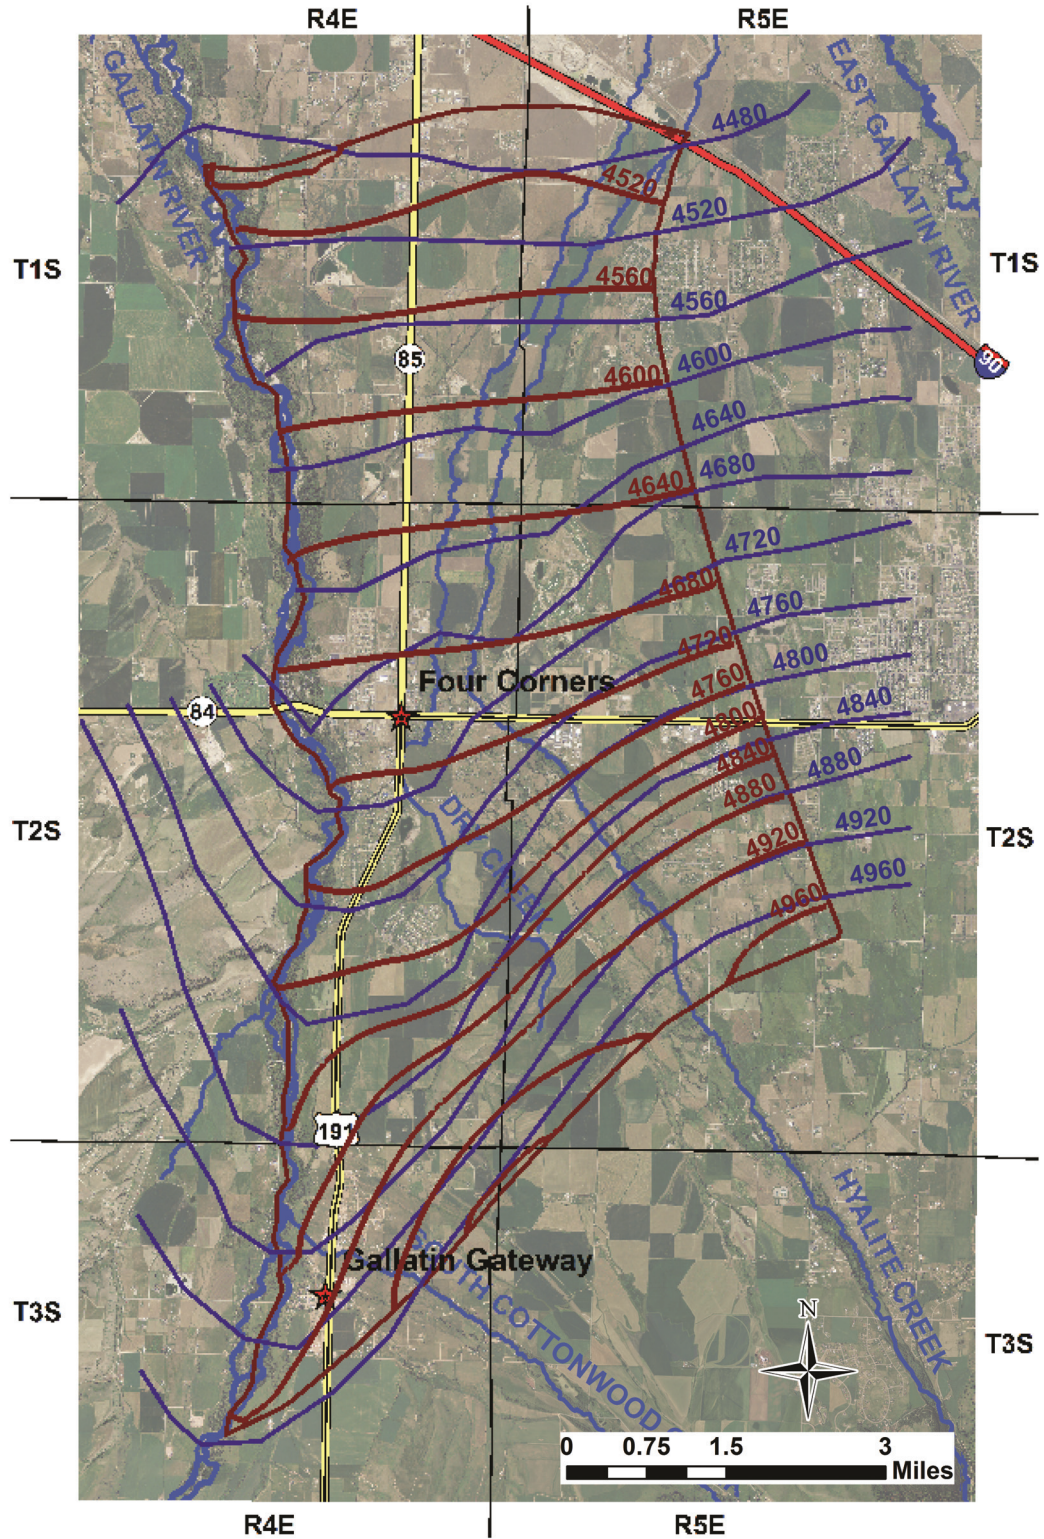 R4E R5E
GALLATIN RIVER
EAST GALLATIN RIVER
4480
4520
4520
T1S T1S
4560
4560
85
90
4600
4600
4640
4640
4680
4720
4680
4760
4720
Four Corners
4760
4800
84
4800
4840
4840
4880
4880
DRY CREEK
T2S T2S
4920
4920
4960
4960
191
HYALITE CREEK
Gallatin Gateway
SOUTH COTTONWOOD
T3S T3S
N
0 0.75 1.5 3
Miles
R4E R5E